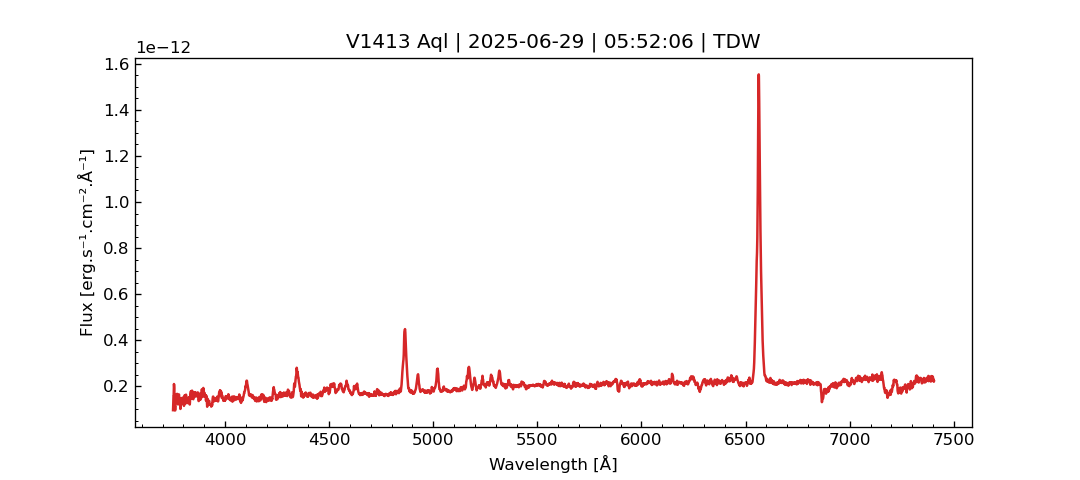 V1413 Aql | 2025-06-29 | 05:52:06 | TDW
1e−12
1.6
1.4
1.2
1.0
0.8
0.6
0.4
0.2
Flux [erg.s⁻¹.cm⁻².Å⁻¹]
4000 4500 5000 5500 6000 6500 7000 7500
Wavelength [Å]